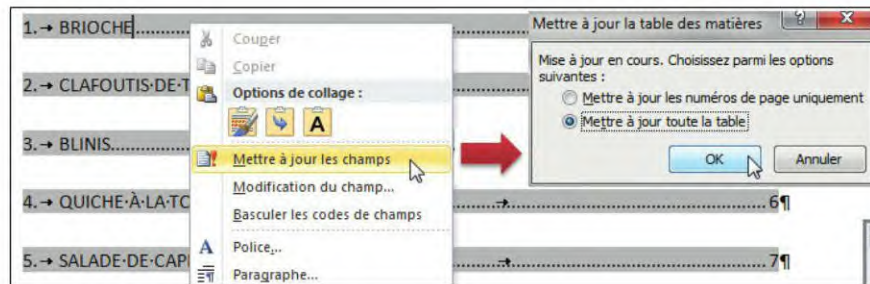 1.→ BRIOCHE
2.→ CLAFOUTIS·DE·T
3.→ BLINIS
4.→ QUICHE·À·LA·TO 6¶
5.→ SALADE·DE·CAP 7¶
Couper
Copier
Options de collage :
A
Mettre à jour les champs
Modification du champ...
Basculer les codes de champs
A Police...
Paragraphe...
Mettre à jour la table des matières
Mise à jour en cours. Choisissez parmi les options
suivantes :
Mettre à jour les numéros de page uniquement
Mettre à jour toute la table
OK Annuler